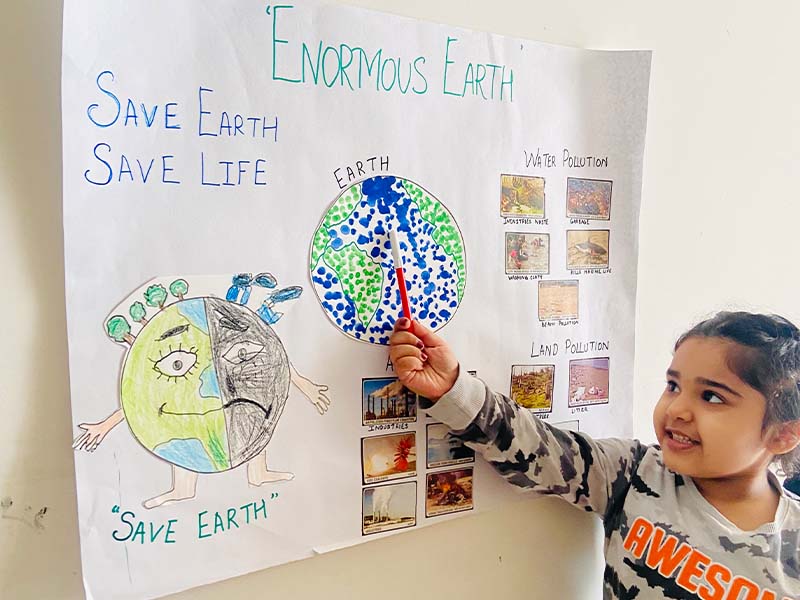 'ENORMOUS EARTH'
SAVE EARTH
SAVE LIFE
EARTH
WATER POLLUTION
INDUSTRIES WASTE
GARBAGE
WASHING CLOTH
KILLS MARINE LIFE
BEACH POLLUTION
LAND POLLUTION
LITTER
A
INDUSTRIES
"SAVE EARTH"
AWESOM